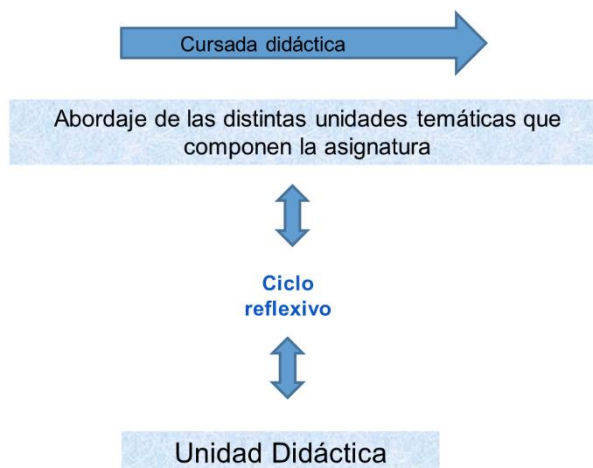 Cursada didáctica
Abordaje de las distintas unidades temáticas que
componen la asignatura
Ciclo
reflexivo
Unidad Didáctica